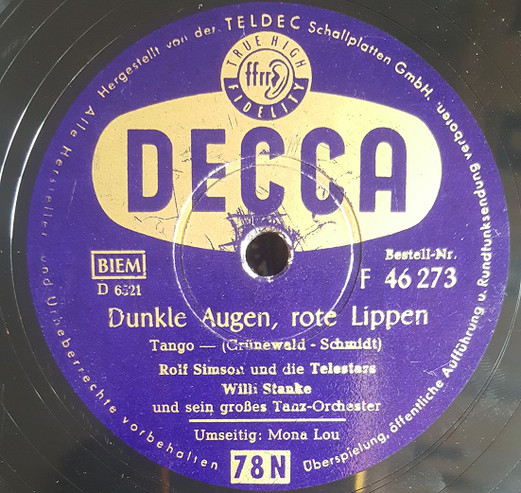 Alle Hersteller- und Urheberrechte vorbehalten. Hergestellt von der TELDEC Schallplatten GmbH. Überspielung, öffentliche Aufführung u. Rundfunksendung verboten.
TRUE HIGH
ffrr
FIDELITY
DECCA
BIEM
D 6321
Bestell-Nr.
F 46 273
Dunkle Augen, rote Lippen
Tango — (Grünewald - Schmidt)
Rolf Simson und die Telestars
Willi Stanke
und sein großes Tanz-Orchester
Umseitig: Mona Lou
78 N